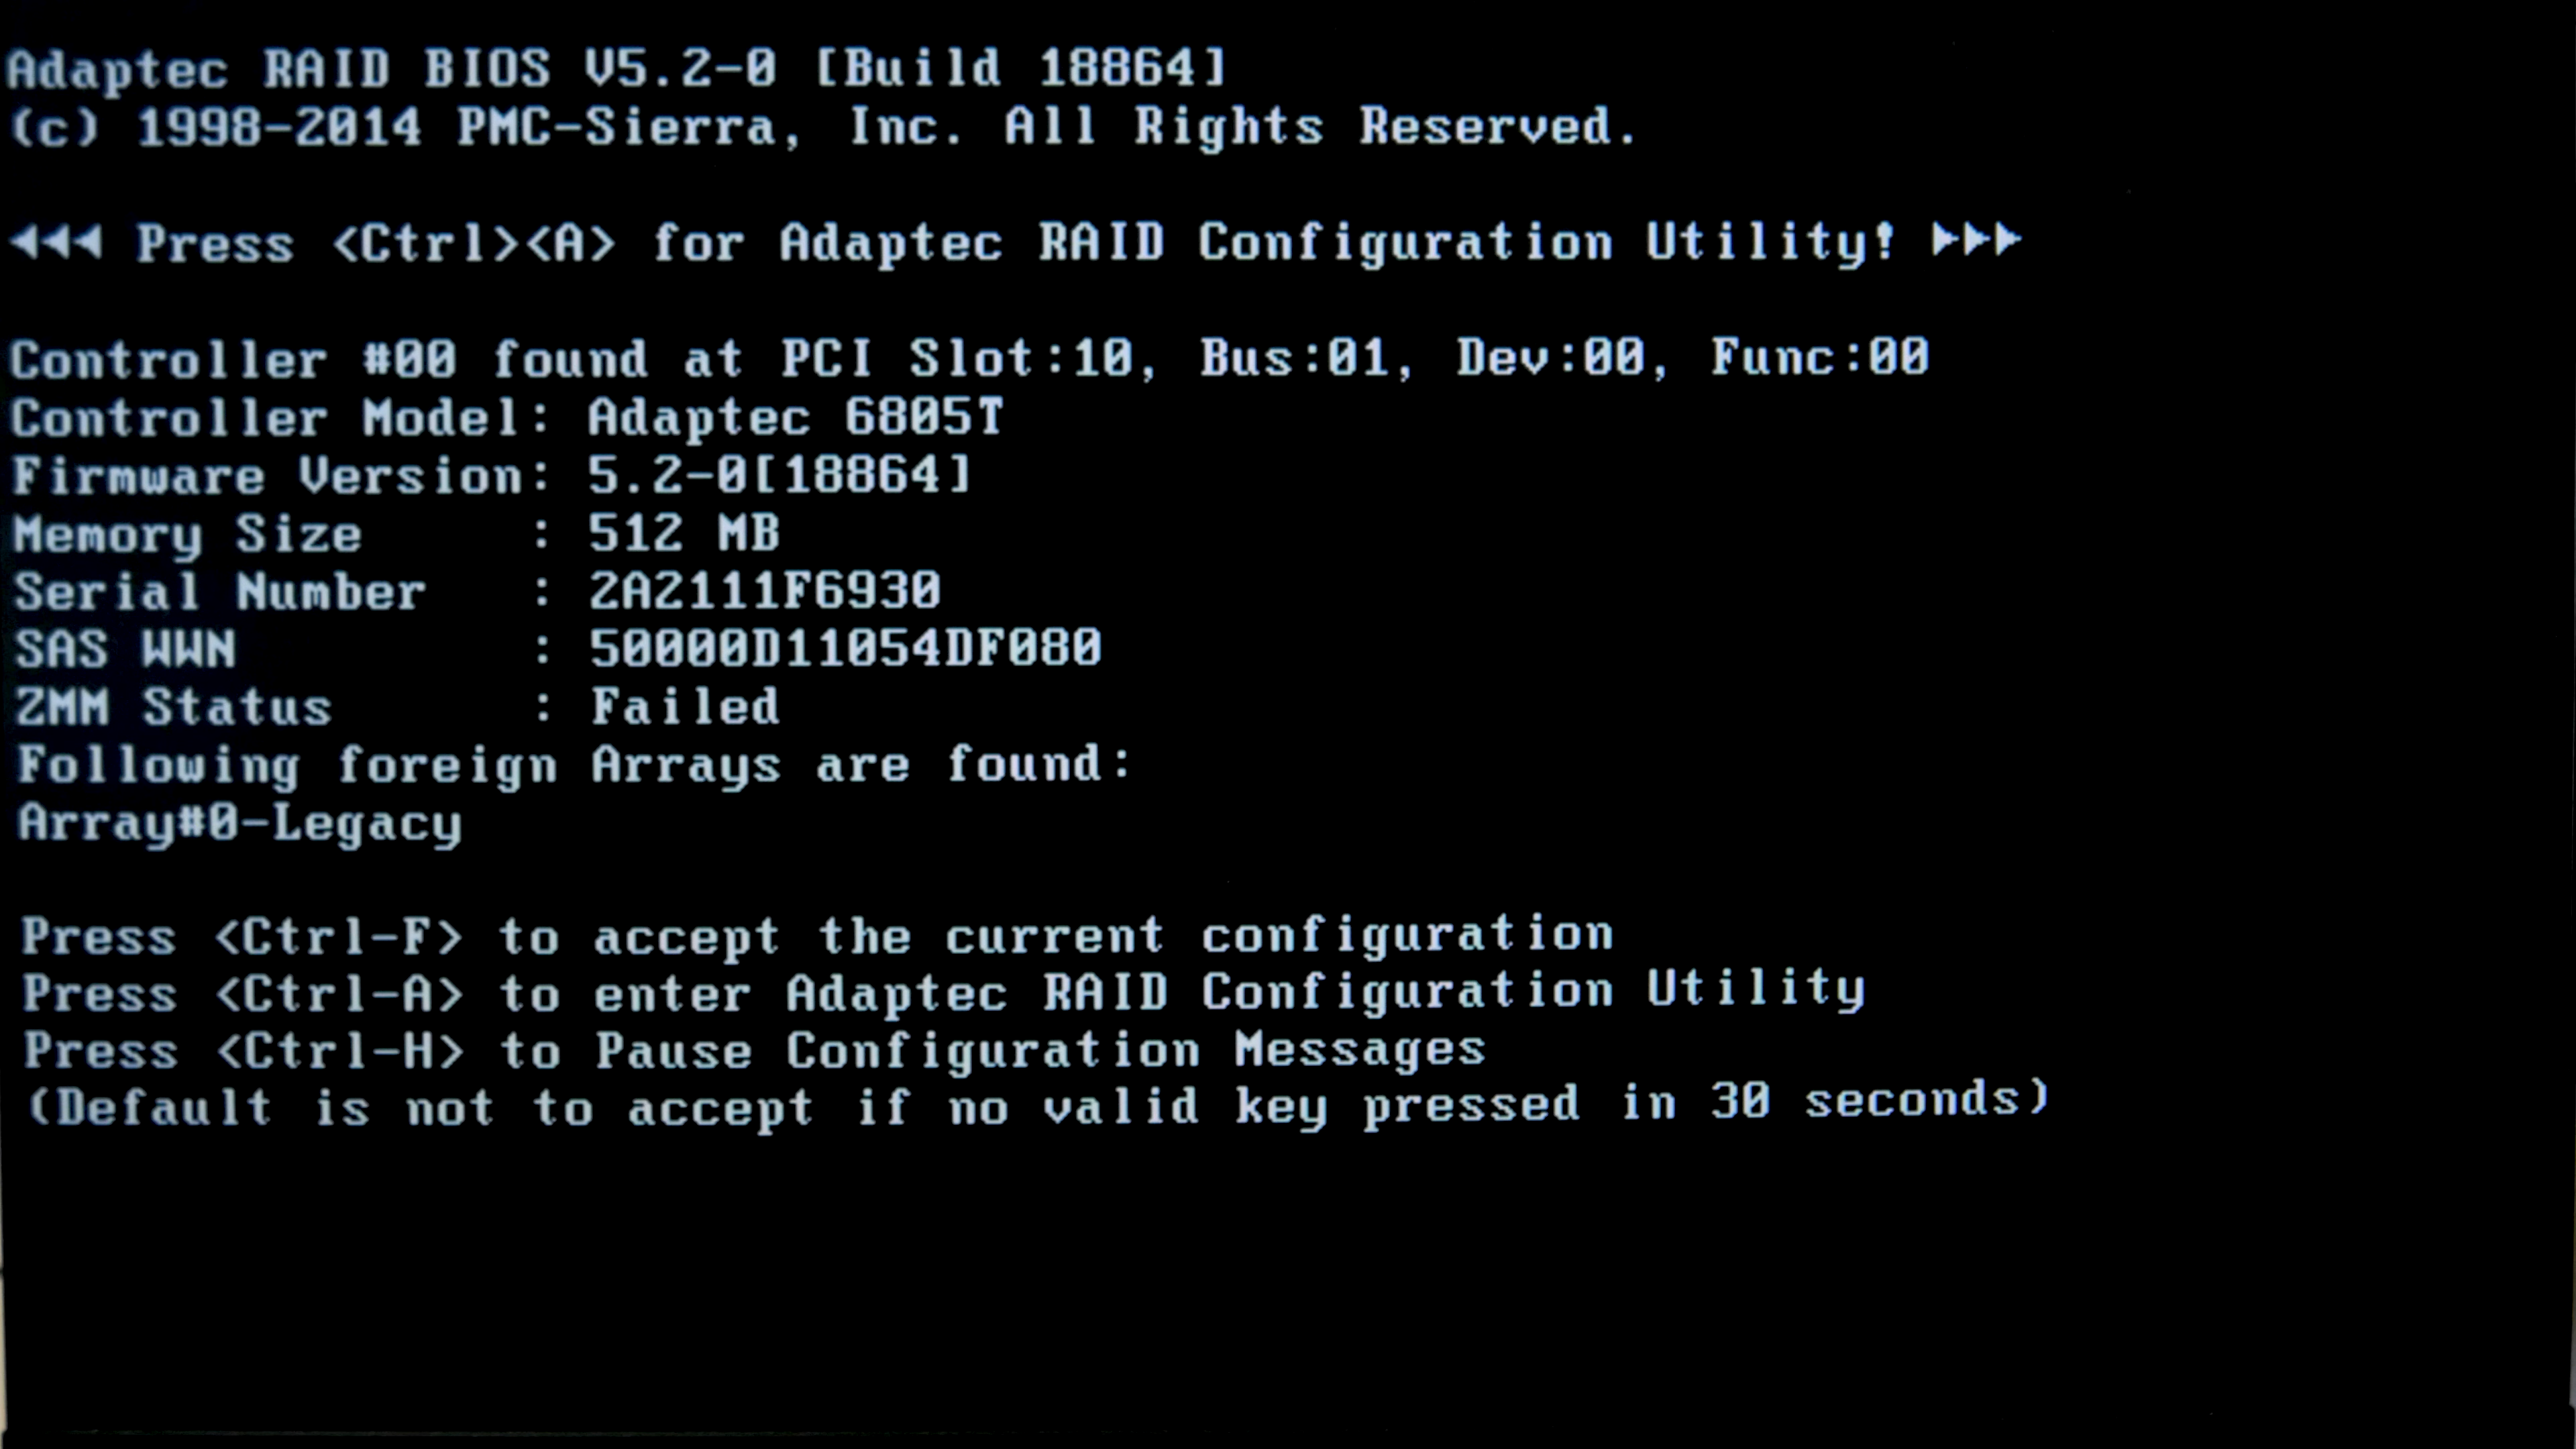 Adaptec RAID BIOS V5.2-0 [Build 18864]
(c) 1998-2014 PMC-Sierra, Inc. All Rights Reserved.
◄◄◄ Press <Ctrl><A> for Adaptec RAID Configuration Utility! ►►►
Controller #00 found at PCI Slot:10, Bus:01, Dev:00, Func:00
Controller Model: Adaptec 6805T
Firmware Version: 5.2-0[18864]
Memory Size : 512 MB
Serial Number : 2A2111F6930
SAS WWN : 50000D11054DF080
ZMM Status : Failed
Following foreign Arrays are found:
Array#0-Legacy
Press <Ctrl-F> to accept the current configuration
Press <Ctrl-A> to enter Adaptec RAID Configuration Utility
Press <Ctrl-H> to Pause Configuration Messages
(Default is not to accept if no valid key pressed in 30 seconds)